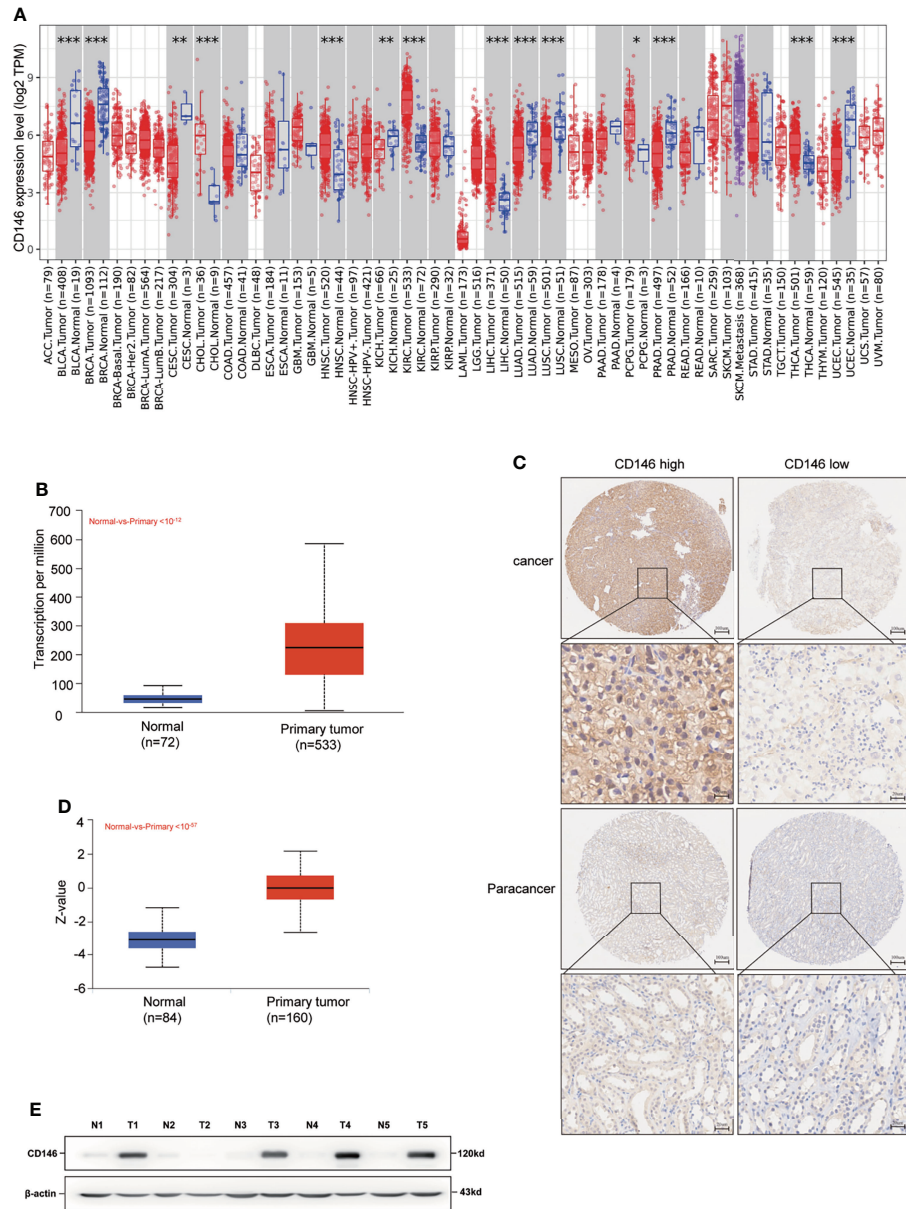 A
CD146 expression level (log2 TPM)
9
6
3
0
*** *** ** *** *** ** *** *** *** *** * *** *** ***
ACC.Tumor (n=79)
BLCA.Tumor (n=408)
BLCA.Normal (n=19)
BRCA.Tumor (n=1093)
BRCA.Normal (n=112)
BRCA-Basal.Tumor (n=190)
BRCA-Her2.Tumor (n=82)
BRCA-LumA.Tumor (n=564)
BRCA-LumB.Tumor (n=217)
CESC.Tumor (n=304)
CESC.Normal (n=3)
CHOL.Tumor (n=36)
CHOL.Normal (n=9)
COAD.Tumor (n=457)
COAD.Normal (n=41)
DLBC.Tumor (n=48)
ESCA.Tumor (n=184)
ESCA.Normal (n=11)
GBM.Tumor (n=153)
GBM.Normal (n=5)
HNSC.Tumor (n=520)
HNSC.Normal (n=44)
HNSC-HPV+.Tumor (n=97)
HNSC-HPV-.Tumor (n=421)
KICH.Tumor (n=66)
KICH.Normal (n=25)
KIRC.Tumor (n=533)
KIRC.Normal (n=72)
KIRP.Tumor (n=290)
KIRP.Normal (n=32)
LAML.Tumor (n=173)
LGG.Tumor (n=516)
LIHC.Tumor (n=371)
LIHC.Normal (n=50)
LUAD.Tumor (n=515)
LUAD.Normal (n=59)
LUSC.Tumor (n=501)
LUSC.Normal (n=51)
MESO.Tumor (n=87)
OV.Tumor (n=303)
PAAD.Tumor (n=178)
PAAD.Normal (n=4)
PCPG.Tumor (n=179)
PCPG.Normal (n=3)
PRAD.Tumor (n=497)
PRAD.Normal (n=52)
READ.Tumor (n=166)
READ.Normal (n=10)
SARC.Tumor (n=259)
SKCM.Tumor (n=103)
SKCM.Metastasis (n=368)
STAD.Tumor (n=415)
STAD.Normal (n=35)
TGCT.Tumor (n=150)
THCA.Tumor (n=501)
THCA.Normal (n=59)
THYM.Tumor (n=120)
UCEC.Tumor (n=545)
UCEC.Normal (n=35)
UCS.Tumor (n=57)
UVM.Tumor (n=80)
B
Normal-vs-Primary <10⁻¹²
Transcription per million
700
600
500
400
300
200
100
0
Normal
(n=72)
Primary tumor
(n=533)
C
CD146 high
CD146 low
cancer
Paracancer
D
Normal-vs-Primary <10⁻⁵⁷
Z-value
4
2
0
-2
-4
-6
Normal
(n=84)
Primary tumor
(n=160)
E
N1 T1 N2 T2 N3 T3 N4 T4 N5 T5
CD146
120kd
β-actin
43kd